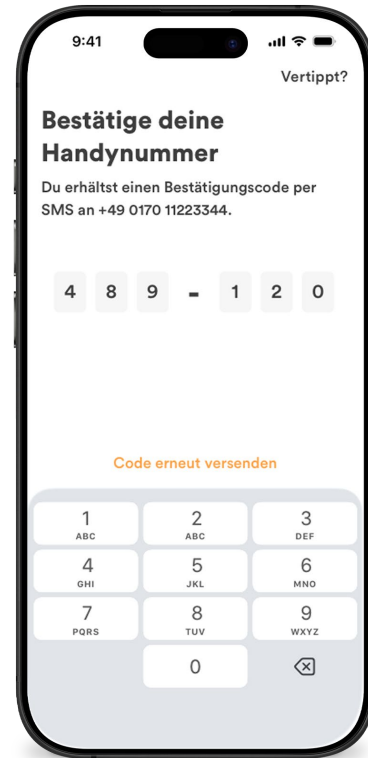 9:41
Vertippt?
Bestätige deine
Handynummer
Du erhältst einen Bestätigungscode per
SMS an +49 0170 11223344.
4 8 9 - 1 2 0
Code erneut versenden
1 2 3
ABC ABC DEF
4 5 6
GHI JKL MNO
7 8 9
PQRS TUV WXYZ
0